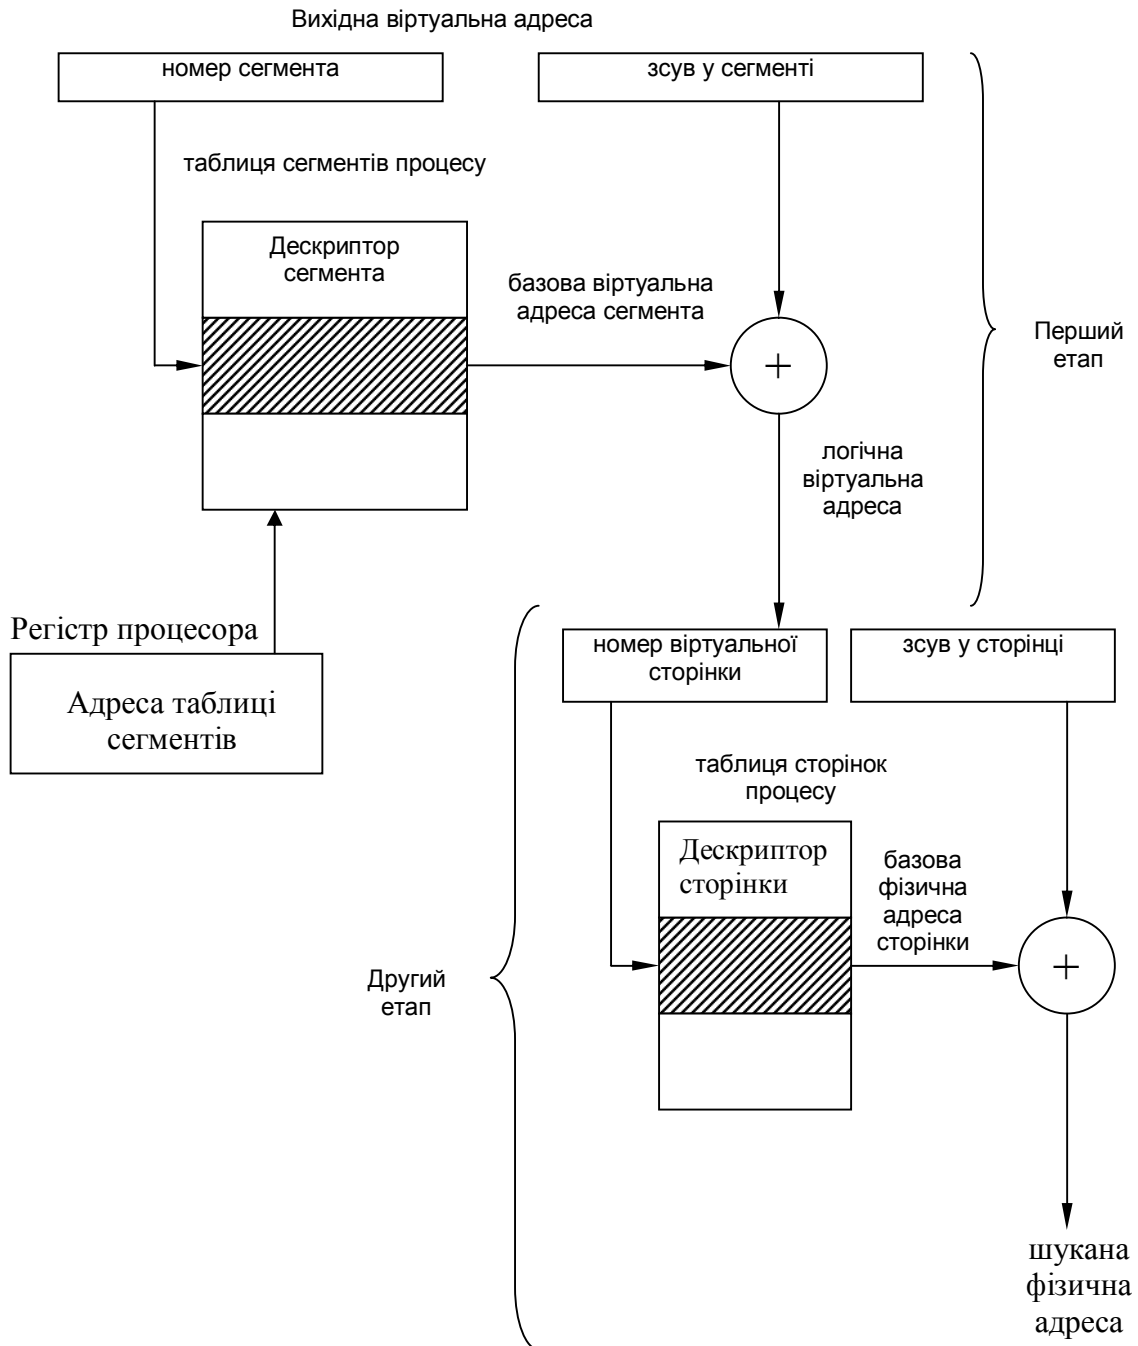 Вихідна віртуальна адреса
номер сегмента
зсув у сегменті
таблиця сегментів процесу
Дескриптор
сегмента
базова віртуальна
адреса сегмента
+
Перший
етап
логічна
віртуальна
адреса
Регістр процесора
Адреса таблиці
сегментів
номер віртуальної
сторінки
зсув у сторінці
таблиця сторінок
процесу
Дескриптор
сторінки
базова
фізична
адреса
сторінки
+
Другий
етап
шукана
фізична
адреса